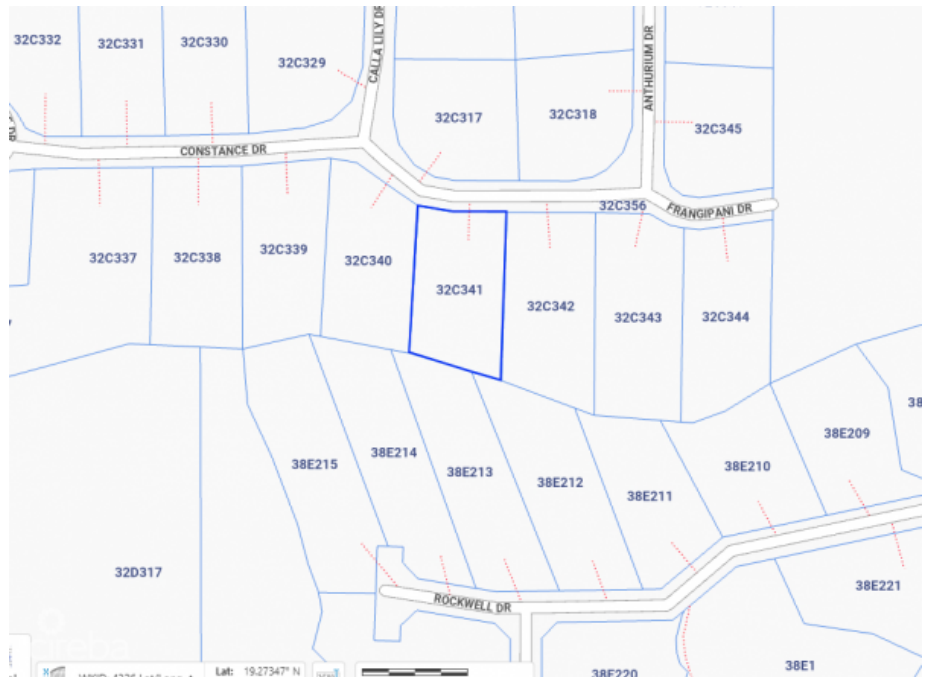 32C332
32C331
32C330
32C329
CALLA LILY DR
ANTHURIUM DR
32C317
32C318
32C345
CONSTANCE DR
32C356
FRANGIPANI DR
32C337
32C338
32C339
32C340
32C341
32C342
32C343
32C344
38E209
38E215
38E214
38E213
38E212
38E211
38E210
32D317
38E221
ROCKWELL DR
38E220
38E1
Lat: 19.27347° N